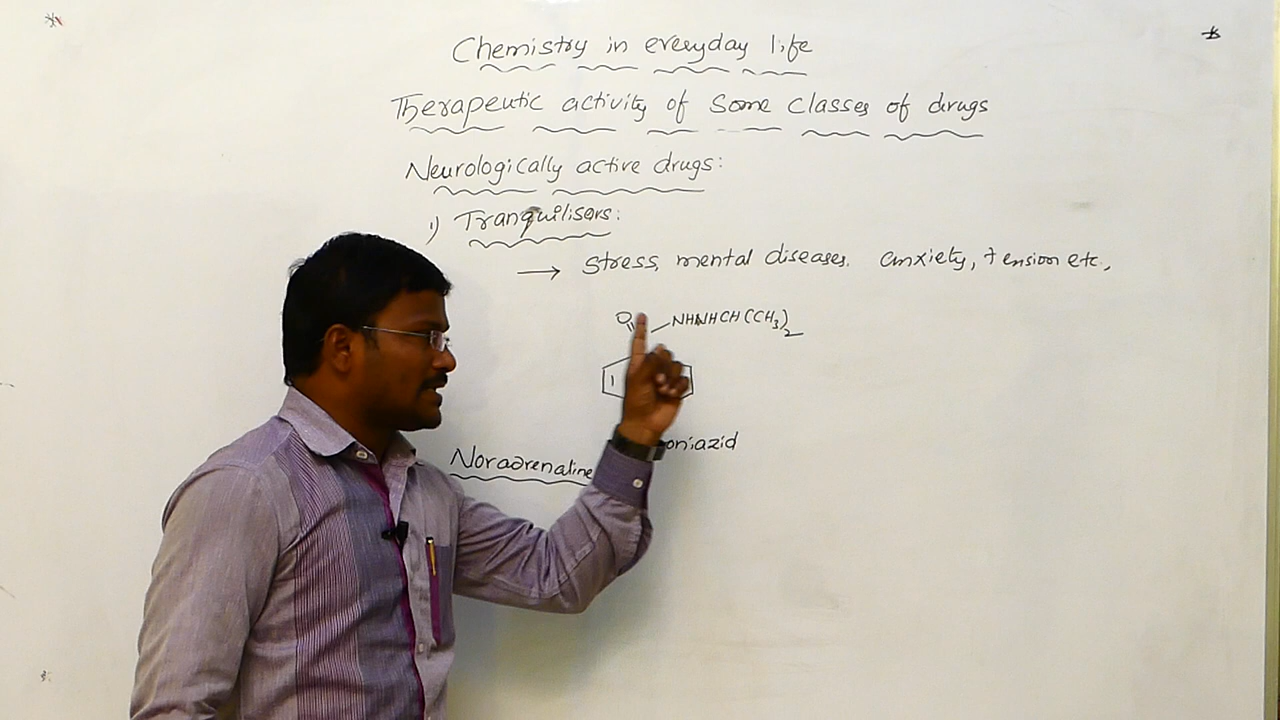 Chemistry in everyday life
Therapeutic activity of Some Classes of drugs
Neurologically active drugs:
1) Tranquilisers:
→ Stress, mental diseases. anxiety, tension etc.,
O NHNHCH(CH₃)₂
oniazid
Noradrenaline